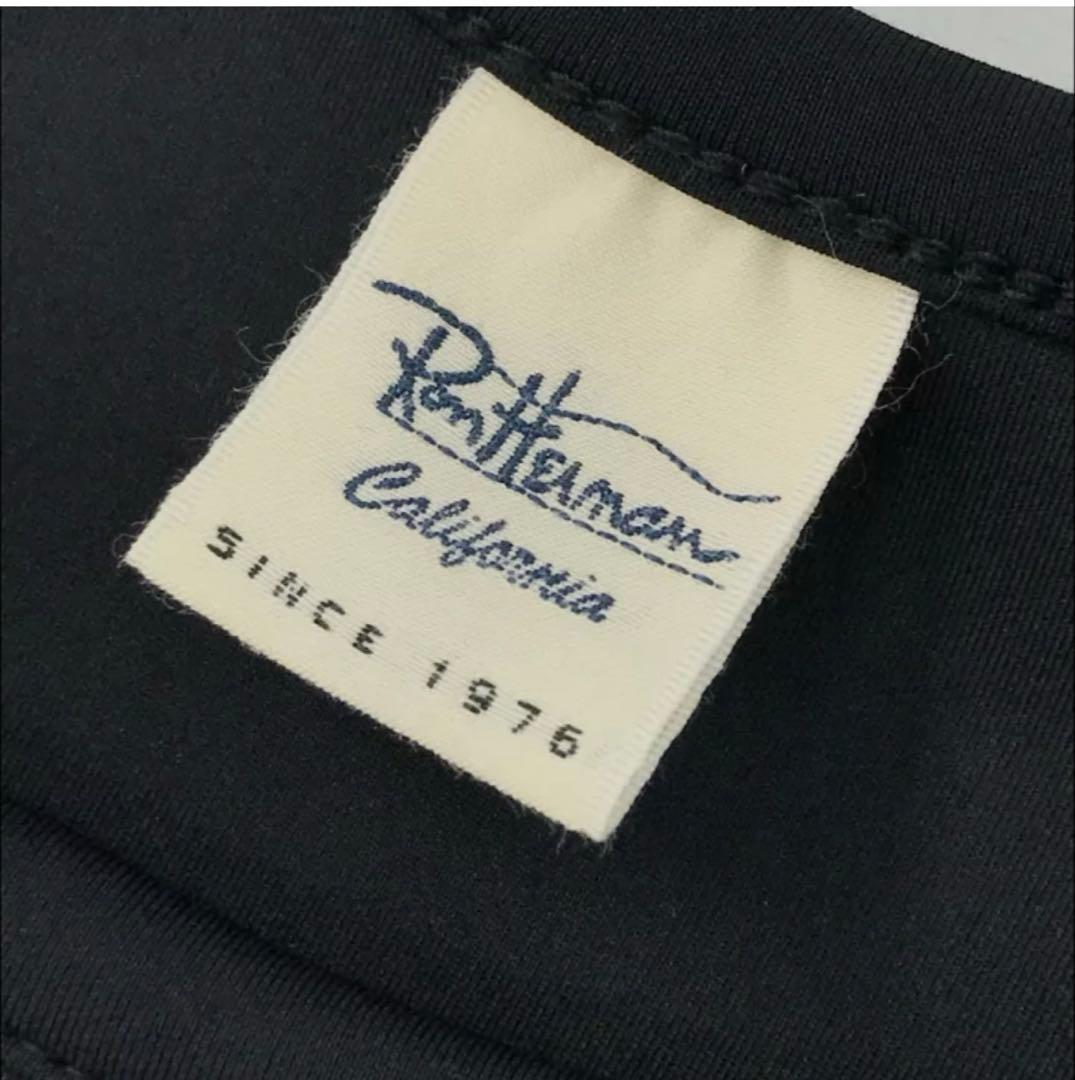 Ron Herman
California
SINCE 1976